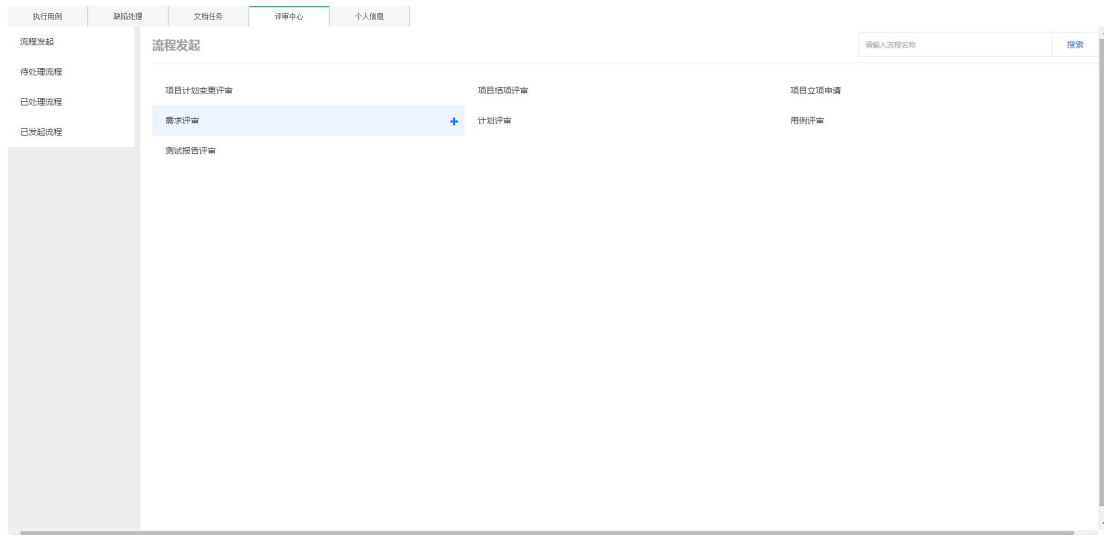 执行用例 缺陷处理 文档任务 评审中心 个人信息
流程发起
待处理流程
已处理流程
已发起流程
流程发起 请输入流程名称 搜索
项目计划变更评审 项目结项评审 项目立项申请
需求评审 + 计划评审 用例评审
测试报告评审